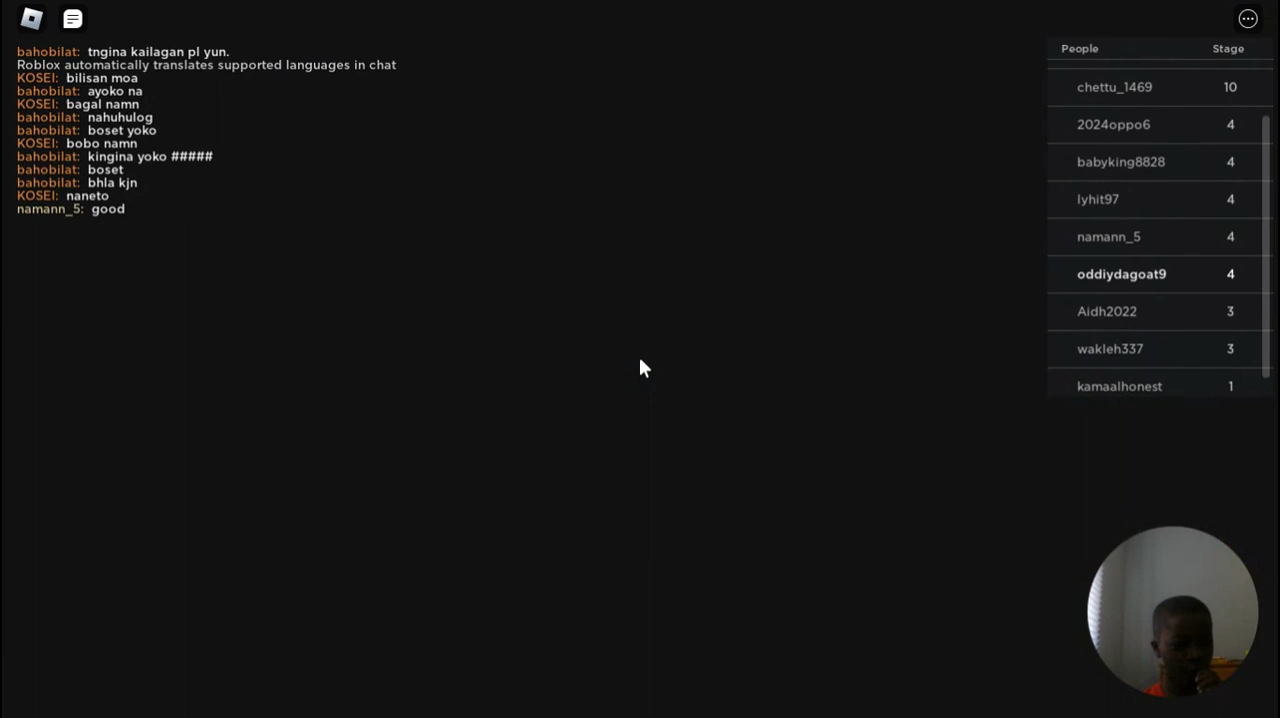 bahobilat: tngina kailagan pl yun.
Roblox automatically translates supported languages in chat
KOSEI: bilisan moa
bahobilat: ayoko na
KOSEI: bagal namn
bahobilat: nahuhulog
bahobilat: boset yoko
KOSEI: bobo namn
bahobilat: kingina yoko #####
bahobilat: boset
bahobilat: bhla kjn
KOSEI: naneto
namann_5: good
People Stage
chettu_1469 10
2024oppo6 4
babyking8828 4
lyhit97 4
namann_5 4
oddiydagoat9 4
Aidh2022 3
wakleh337 3
kamaalhonest 1